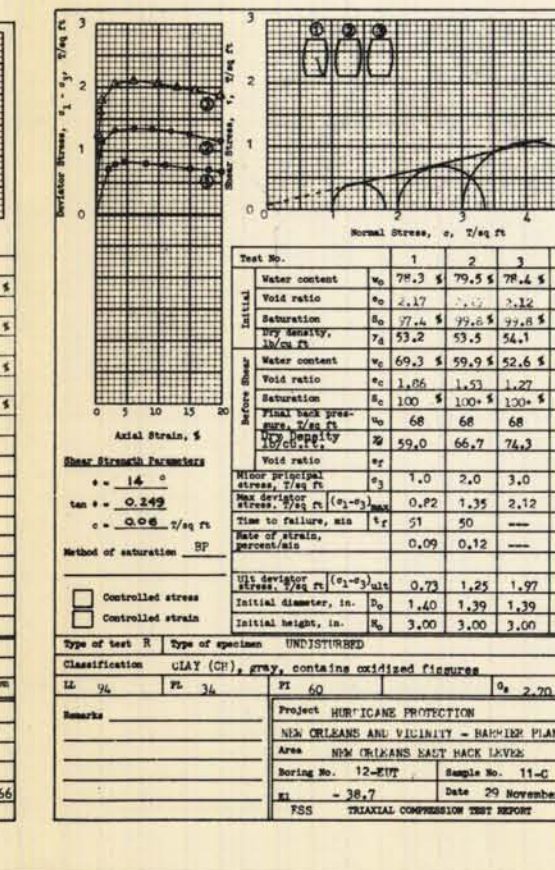 3
2
1
0
Deviator Stress, σ1 - σ3, T/sq ft
0 5 10 15 20
Axial Strain, %
3
2
1
0
Shear Stress, τ, T/sq ft
① ② ③
0 1 2 3 4
Normal Stress, σ, T/sq ft
Shear Strength Parameters
φ = 14 °
tan φ = 0.249
c = 0.06 T/sq ft
Method of saturation BP
Controlled stress
Controlled strain
Test No. 1 2 3
Initial
Water content w₀ 78.3 % 79.5 % 78.4 %
Void ratio e₀ 2.17 2.12
Saturation S₀ 97.4 % 99.8 % 99.8 %
Dry density, lb/cu ft γd 53.2 53.5 54.1
Before Shear
Water content wc 69.3 % 59.9 % 52.6 %
Void ratio ec 1.86 1.53 1.27
Saturation Sc 100 % 100+ % 100+ %
Final back pressure, T/sq ft u₀ 68 68 68
Dry Density lb/cu.ft. 59.0 66.7 74.3
Void ratio ef
Minor principal stress, T/sq ft σ3 1.0 2.0 3.0
Max deviator stress, T/sq ft (σ1-σ3)max 0.82 1.35 2.12
Time to failure, min tf 51 50 ---
Rate of strain, percent/min 0.09 0.12 ---
Ult deviator stress, T/sq ft (σ1-σ3)ult 0.73 1.25 1.97
Initial diameter, in. D₀ 1.40 1.39 1.39
Initial height, in. H₀ 3.00 3.00 3.00
Type of test R Type of specimen UNDISTURBED
Classification CLAY (CH), gray, contains oxidized fissures
LL 94 PL 34 PI 60 Gs 2.70
Remarks
Project HURRICANE PROTECTION
NEW ORLEANS AND VICINITY - BARRIER PLAN
Area NEW ORLEANS EAST BACK LEVEE
Boring No. 12-EUT Sample No. 11-C
El - 38.7 Date 29 November
FSS TRIAXIAL COMPRESSION TEST REPORT
%
%
%
%
66